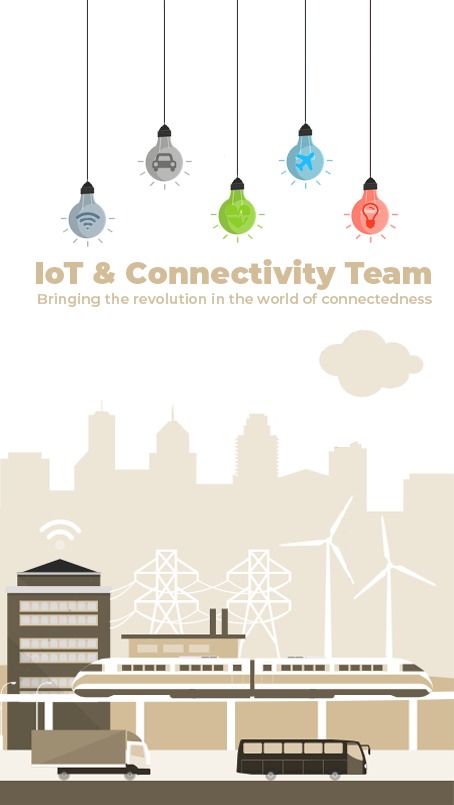 IoT & Connectivity Team
Bringing the revolution in the world of connectedness